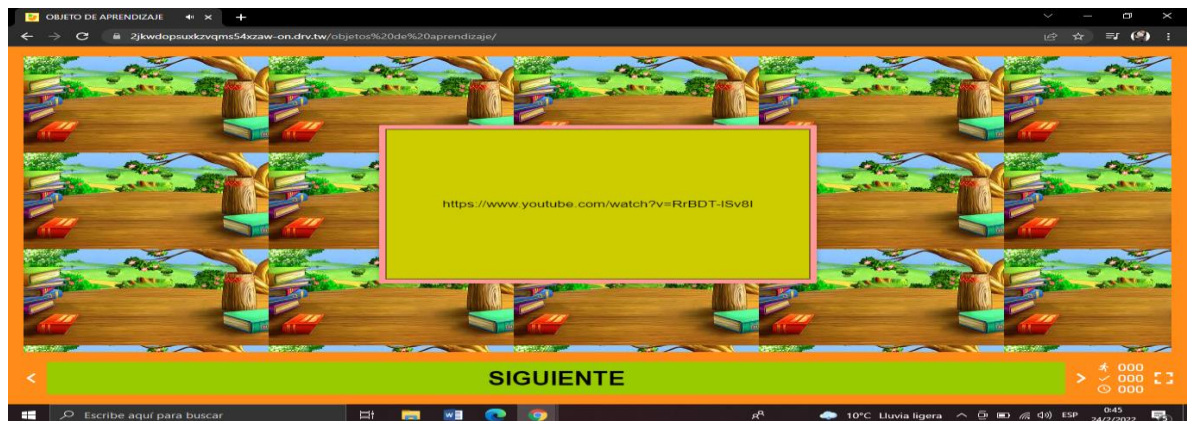 OBJETO DE APRENDIZAJE
2jkwdopsuxkzvqms54xzaw-on.drv.tw/objetos%20de%20aprendizaje/
https://www.youtube.com/watch?v=RrBDT-ISv8I
SIGUIENTE
000
000
000
Escribe aquí para buscar
10°C Lluvia ligera
ESP
0:45
24/2/2022